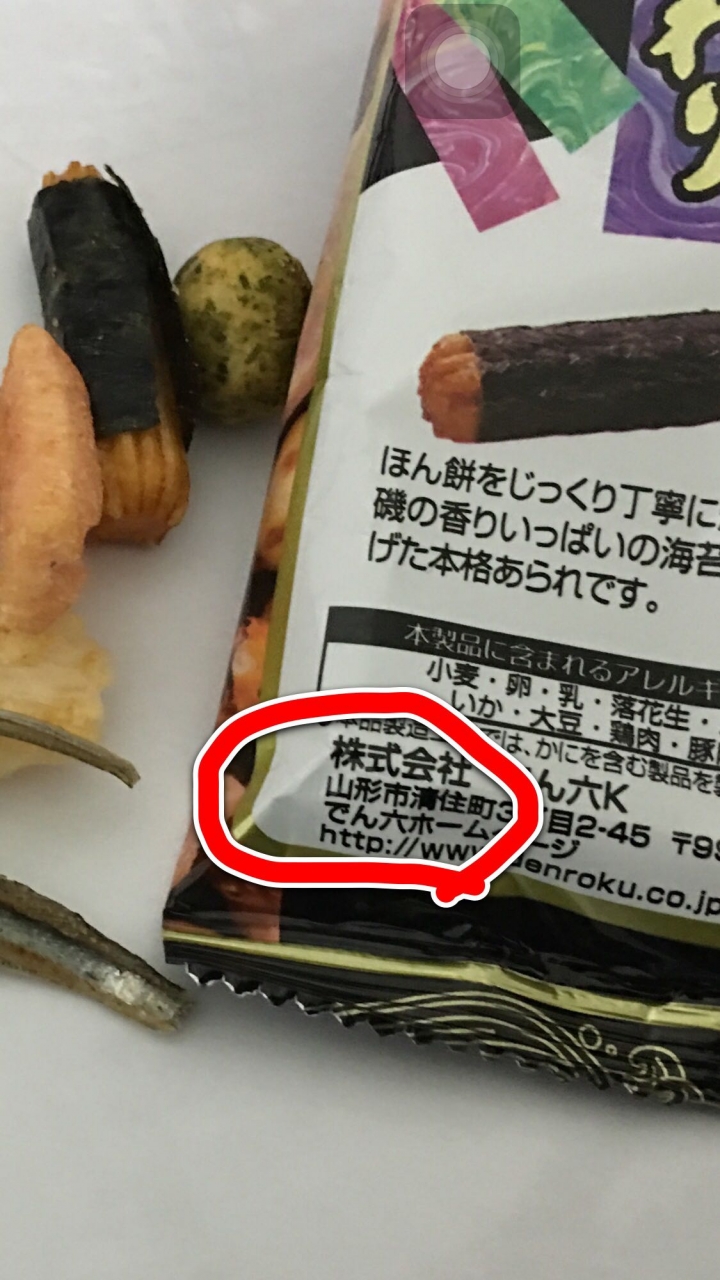 ほん餅をじっくり丁寧に
磯の香りいっぱいの海苔
げた本格あられです。
本製品に含まれるアレルギ
小麦・卵・乳・落花生・
いか・大豆・鶏肉・豚
では、かにを含む製品を
株式会社 ん六K
山形市清住町3 目2-45 〒99
でん六ホームページ
http://www denroku.co.jp